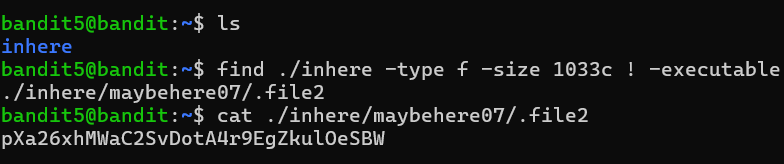 bandit5@bandit:~$ ls
inhere
bandit5@bandit:~$ find ./inhere -type f -size 1033c ! -executable
./inhere/maybehere07/.file2
bandit5@bandit:~$ cat ./inhere/maybehere07/.file2
pXa26xhMWaC2SvDotA4r9EgZkulOeSBW